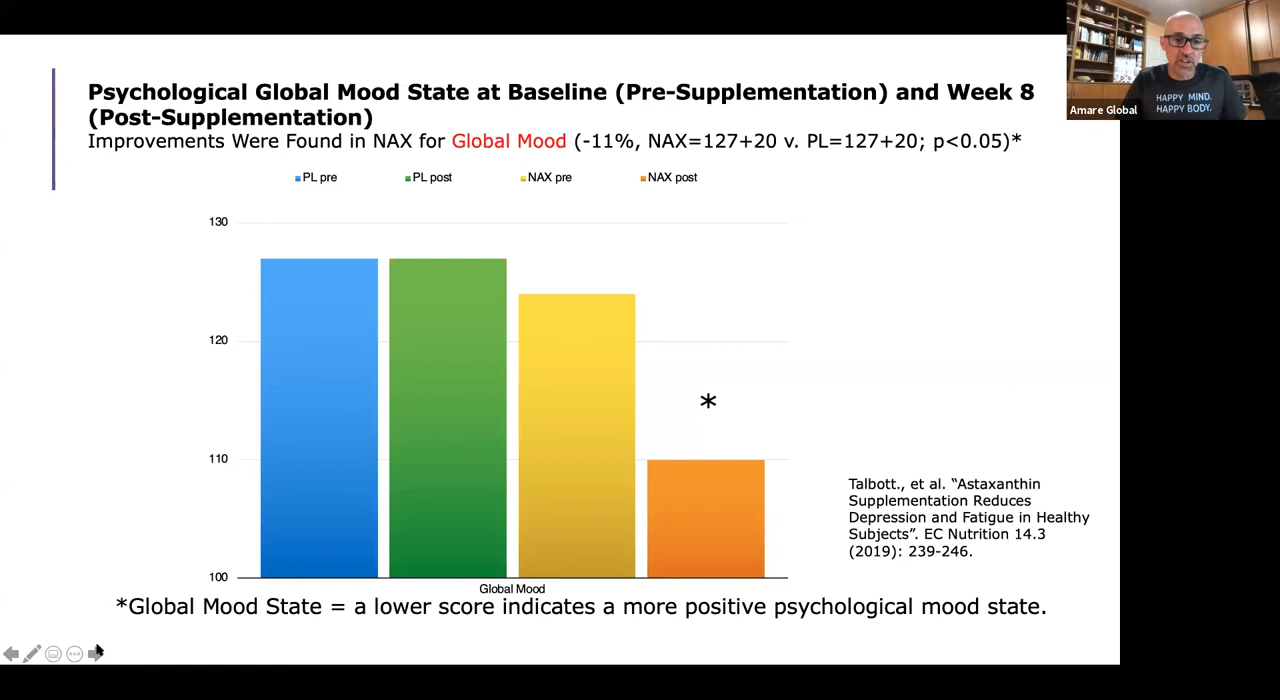 HAPPY MIND.
HAPPY BODY.
Amare Global
Psychological Global Mood State at Baseline (Pre-Supplementation) and Week 8
(Post-Supplementation)
Improvements Were Found in NAX for Global Mood (-11%, NAX=127+20 v. PL=127+20; p<0.05)*
PL pre PL post NAX pre NAX post
130
120
110
100
*
Global Mood
Talbott., et al. “Astaxanthin
Supplementation Reduces
Depression and Fatigue in Healthy
Subjects”. EC Nutrition 14.3
(2019): 239-246.
*Global Mood State = a lower score indicates a more positive psychological mood state.